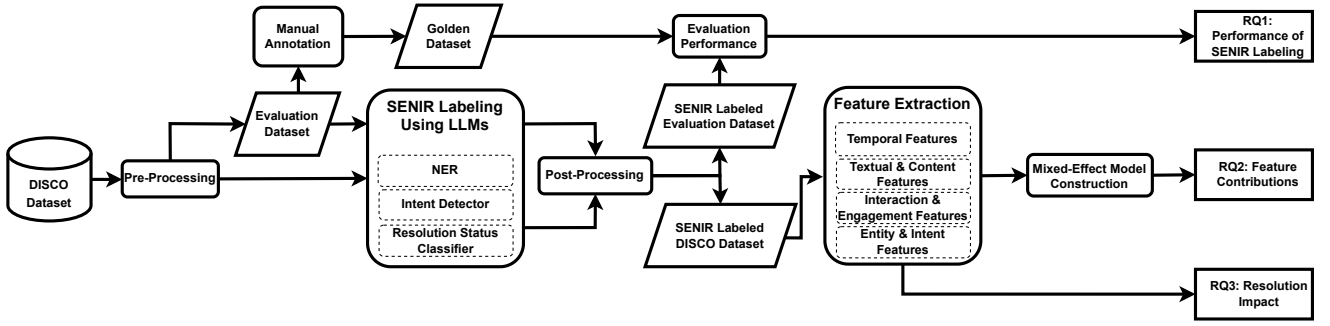 DISCO
Dataset
Pre-Processing
Manual
Annotation
Evaluation
Dataset
Golden
Dataset
SENIR Labeling
Using LLMs
NER
Intent Detector
Resolution Status
Classifier
Post-Processing
Evaluation
Performance
SENIR Labeled
Evaluation Dataset
SENIR Labeled
DISCO Dataset
Feature Extraction
Temporal Features
Textual & Content
Features
Interaction &
Engagement Features
Entity & Intent
Features
Mixed-Effect Model
Construction
RQ1:
Performance of
SENIR Labeling
RQ2: Feature
Contributions
RQ3: Resolution
Impact